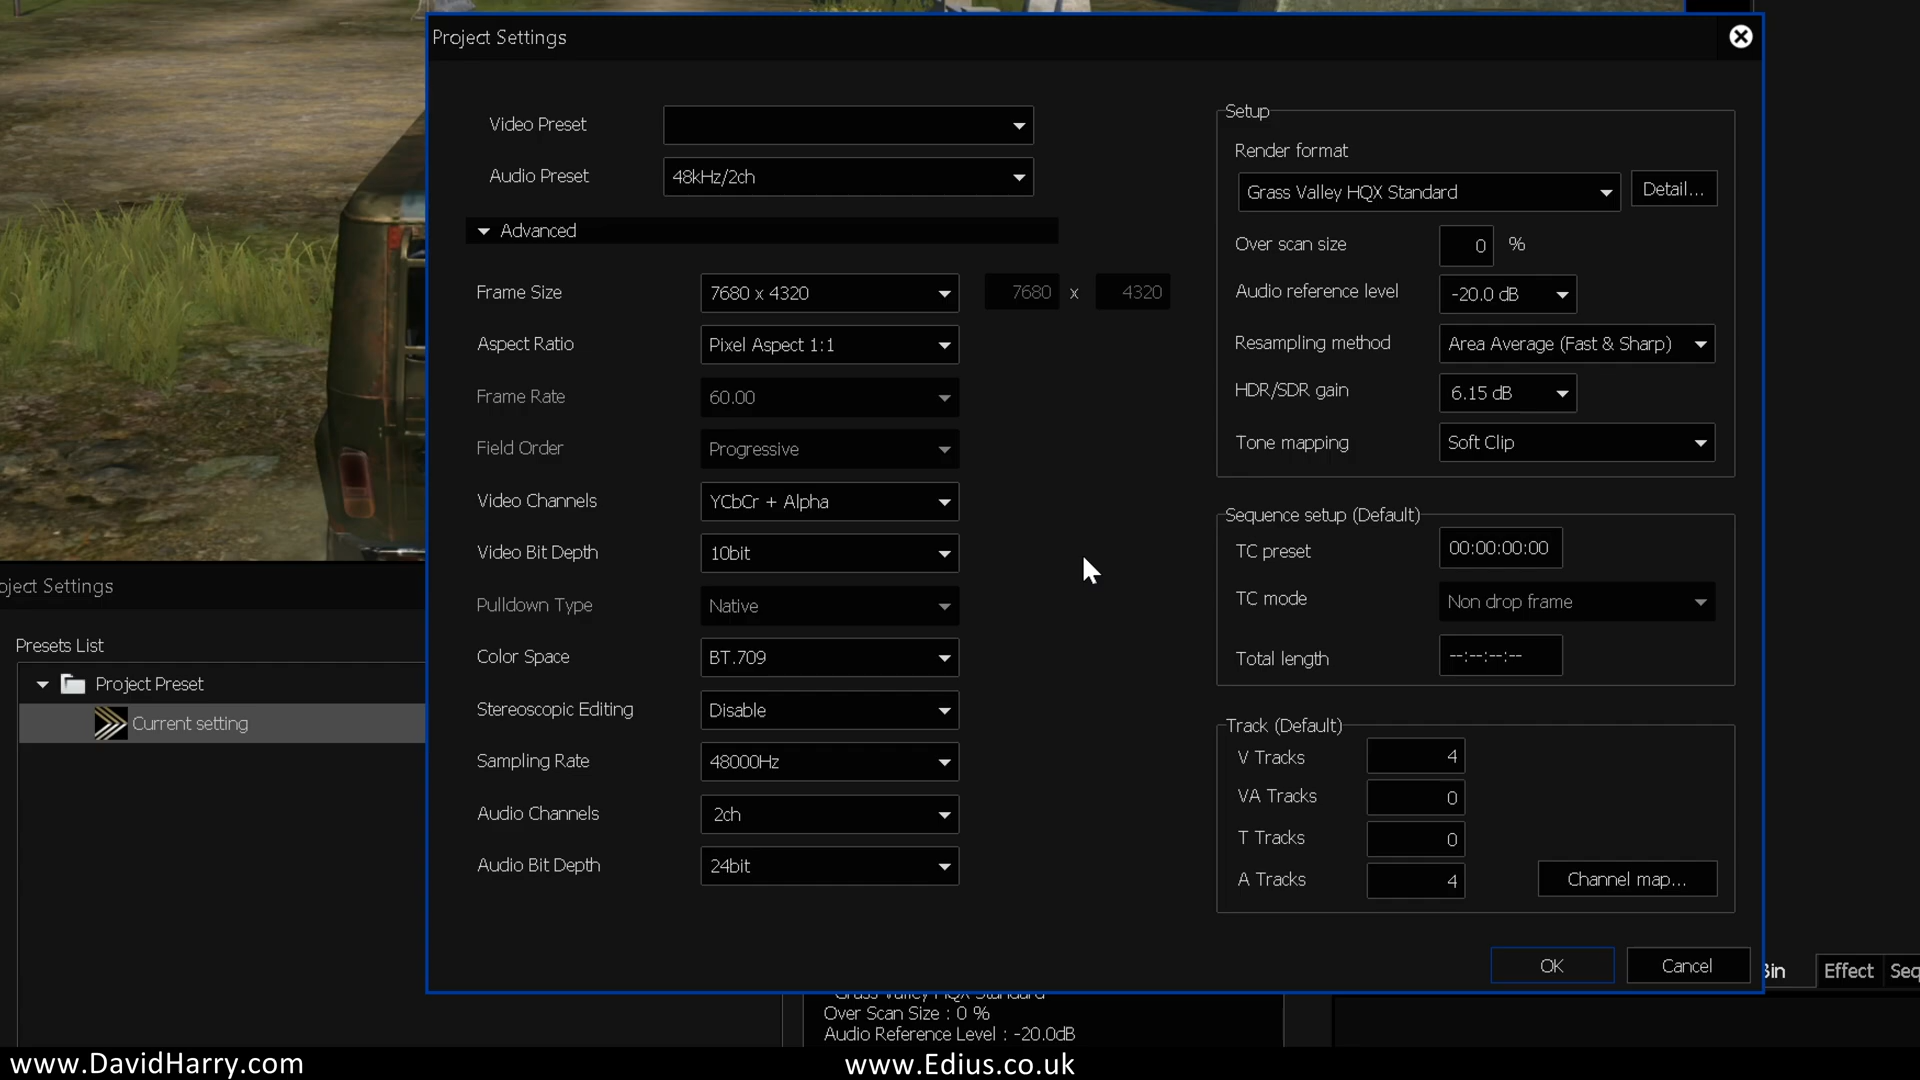 Project Settings
Video Preset
Audio Preset 48kHz/2ch
Advanced
Frame Size 7680 x 4320 7680 x 4320
Aspect Ratio Pixel Aspect 1:1
Frame Rate 60.00
Field Order Progressive
Video Channels YCbCr + Alpha
Video Bit Depth 10bit
Pulldown Type Native
Color Space BT.709
Stereoscopic Editing Disable
Sampling Rate 48000Hz
Audio Channels 2ch
Audio Bit Depth 24bit
Setup
Render format
Grass Valley HQX Standard Detail...
Over scan size 0 %
Audio reference level -20.0 dB
Resampling method Area Average (Fast & Sharp)
HDR/SDR gain 6.15 dB
Tone mapping Soft Clip
Sequence setup (Default)
TC preset 00:00:00:00
TC mode Non drop frame
Total length --:--:--:--
Track (Default)
V Tracks 4
VA Tracks 0
T Tracks 0
A Tracks 4 Channel map...
OK Cancel
oject Settings
Presets List
Project Preset
Current setting
Bin Effect Seq
Grass Valley HQX Standard
Over Scan Size : 0 %
Audio Reference Level : -20.0dB
www.DavidHarry.com www.Edius.co.uk